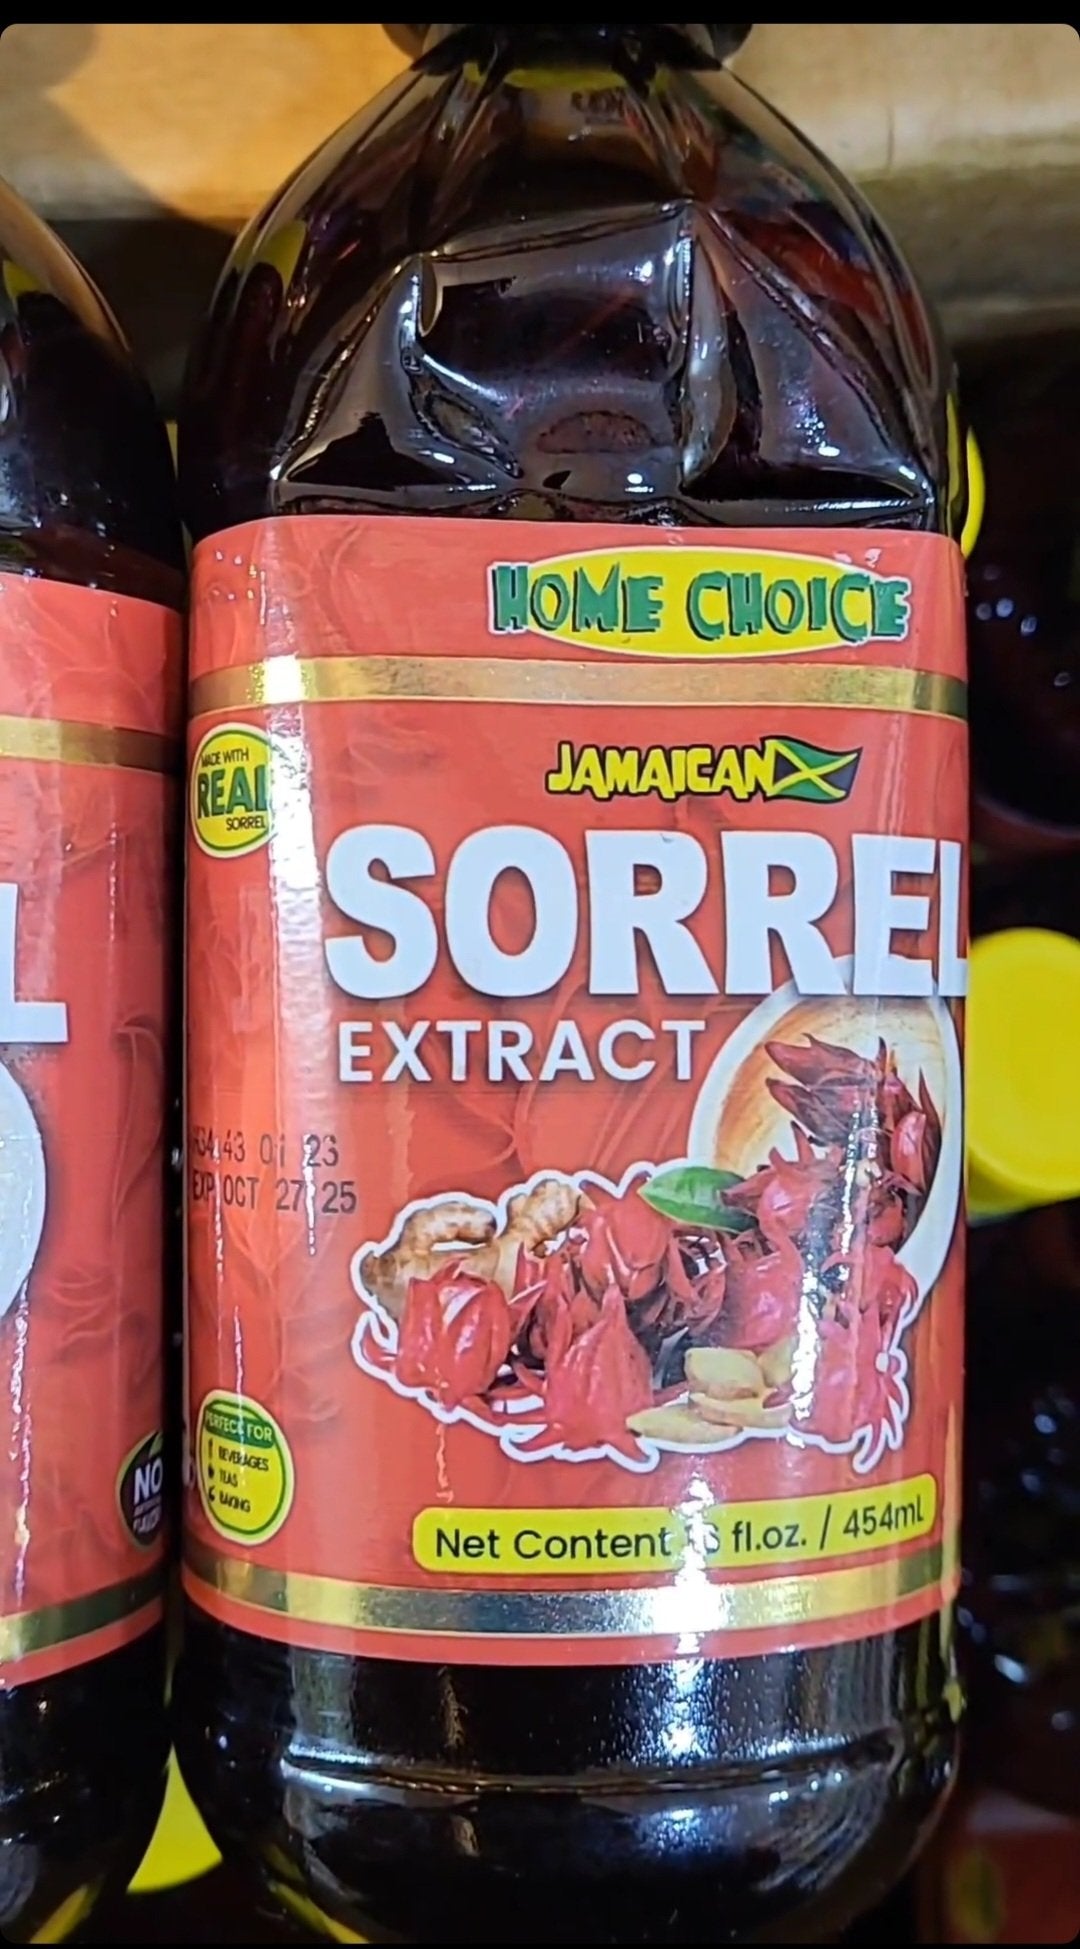 HOME CHOICE
JAMAICAN
MADE WITH
REAL
SORREL
SORREL
EXTRACT
43 01 23
EXP OCT 27 25
PERFECT FOR
BEVERAGES
TEAS
BAKING
Net Content fl.oz. / 454mL
L
NO